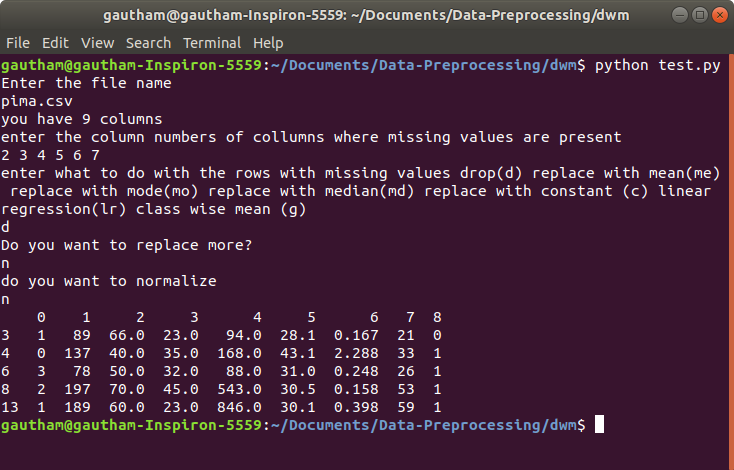 gautham@gautham-Inspiron-5559: ~/Documents/Data-Preprocessing/dwm
File Edit View Search Terminal Help
gautham@gautham-Inspiron-5559:~/Documents/Data-Preprocessing/dwm$ python test.py
Enter the file name
pima.csv
you have 9 columns
enter the column numbers of collumns where missing values are present
2 3 4 5 6 7
enter what to do with the rows with missing values drop(d) replace with mean(me)
 replace with mode(mo) replace with median(md) replace with constant (c) linear
regression(lr) class wise mean (g)
d
Do you want to replace more?
n
do you want to normalize
n
    0    1     2     3      4     5      6   7  8
3   1   89  66.0  23.0   94.0  28.1  0.167  21  0
4   0  137  40.0  35.0  168.0  43.1  2.288  33  1
6   3   78  50.0  32.0   88.0  31.0  0.248  26  1
8   2  197  70.0  45.0  543.0  30.5  0.158  53  1
13  1  189  60.0  23.0  846.0  30.1  0.398  59  1
gautham@gautham-Inspiron-5559:~/Documents/Data-Preprocessing/dwm$